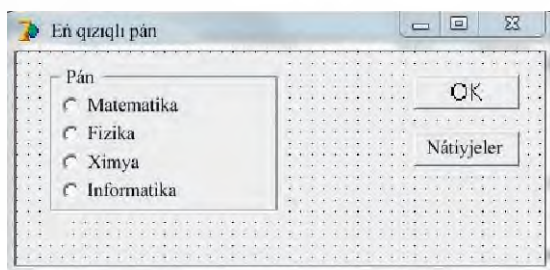 Eń qızıqlı pán
Pán
Matematika
Fizika
Ximya
Informatika
OK
Nátiyjeler